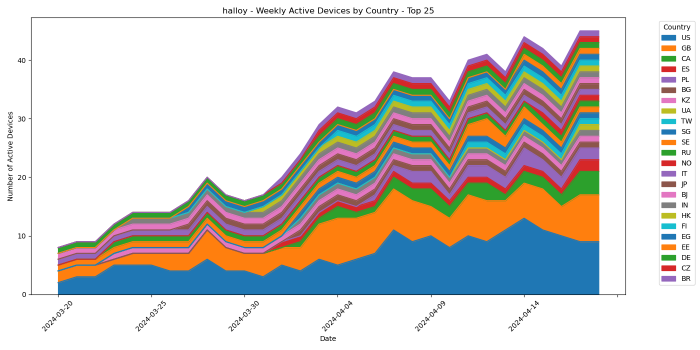 halloy - Weekly Active Devices by Country - Top 25
Number of Active Devices
40
30
20
10
0
2024-03-20
2024-03-25
2024-03-30
2024-04-04
2024-04-09
2024-04-14
Date
Country
US
GB
CA
ES
PL
BG
KZ
UA
TW
SG
SE
RU
NO
IT
JP
BJ
IN
HK
FI
EG
EE
DE
CZ
BR